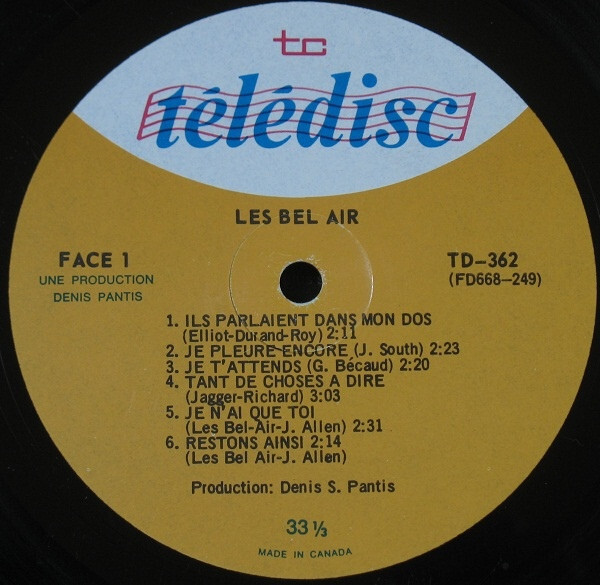 tc
télédisc
LES BEL AIR
FACE 1
UNE PRODUCTION
DENIS PANTIS
TD-362
(FD668-249)
1. ILS PARLAIENT DANS MON DOS
(Elliot-Durand-Roy) 2:11
2. JE PLEURE ENCORE (J. South) 2:23
3. JE T'ATTENDS (G. Bécaud) 2:20
4. TANT DE CHOSES A DIRE
(Jagger-Richard) 3:03
5. JE N'AI QUE TOI
(Les Bel-Air-J. Allen) 2:31
6. RESTONS AINSI 2:14
(Les Bel Air-J. Allen)
Production: Denis S. Pantis
33 1/3
MADE IN CANADA